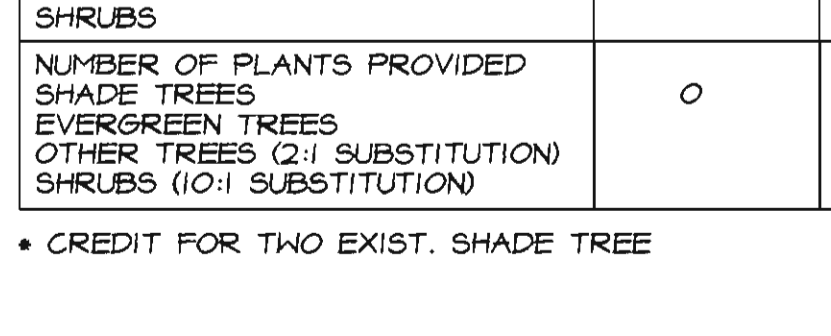 SHRUBS
NUMBER OF PLANTS PROVIDED
SHADE TREES 0
EVERGREEN TREES
OTHER TREES (2:1 SUBSTITUTION)
SHRUBS (10:1 SUBSTITUTION)
* CREDIT FOR TWO EXIST. SHADE TREE